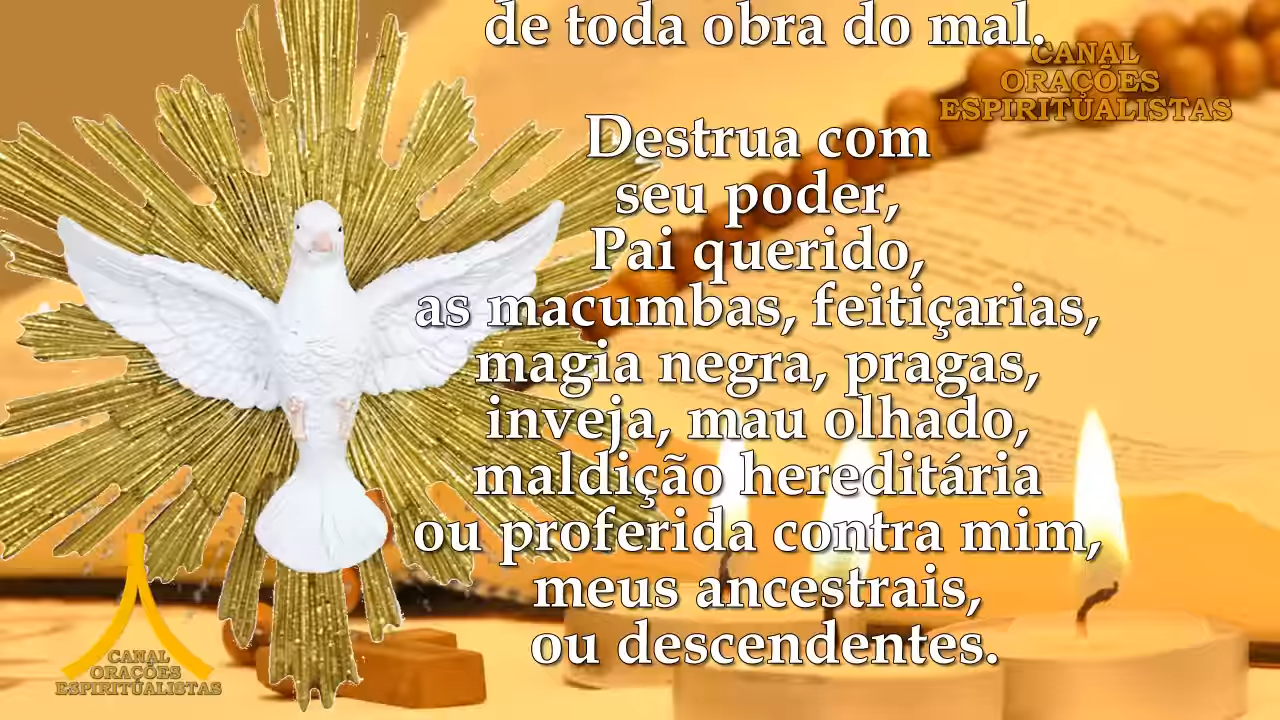 de toda obra do mal.
CANAL
ORAÇÕES
ESPIRITUALISTAS
Destrua com
seu poder,
Pai querido,
as macumbas, feitiçarias,
magia negra, pragas,
inveja, mau olhado,
maldição hereditária
ou proferida contra mim,
meus ancestrais,
ou descendentes.
CANAL
ORAÇÕES
ESPIRITUALISTAS